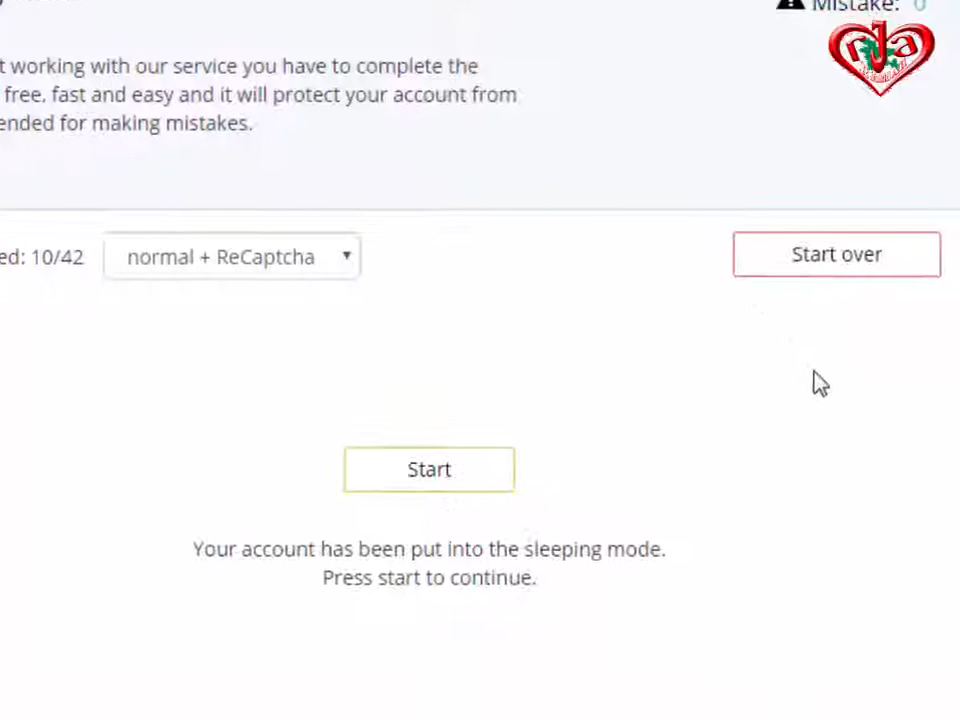 Mistake: 0
rja
t working with our service you have to complete the
free, fast and easy and it will protect your account from
ended for making mistakes.
ed: 10/42
normal + ReCaptcha
Start over
Start
Your account has been put into the sleeping mode.
Press start to continue.